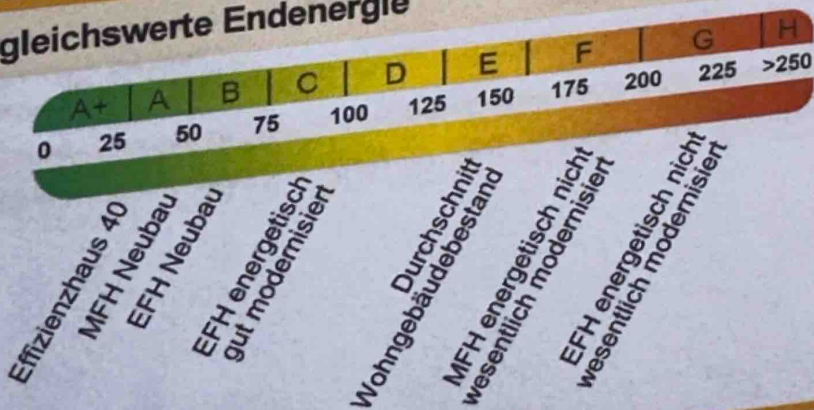 gleichswerte Endenergie
A+ A B C D E F G H
0 25 50 75 100 125 150 175 200 225 >250
Effizienzhaus 40
MFH Neubau
EFH Neubau
EFH energetisch
gut modernisiert
Durchschnitt
Wohngebäudebestand
MFH energetisch nicht
wesentlich modernisiert
EFH energetisch nicht
wesentlich modernisiert